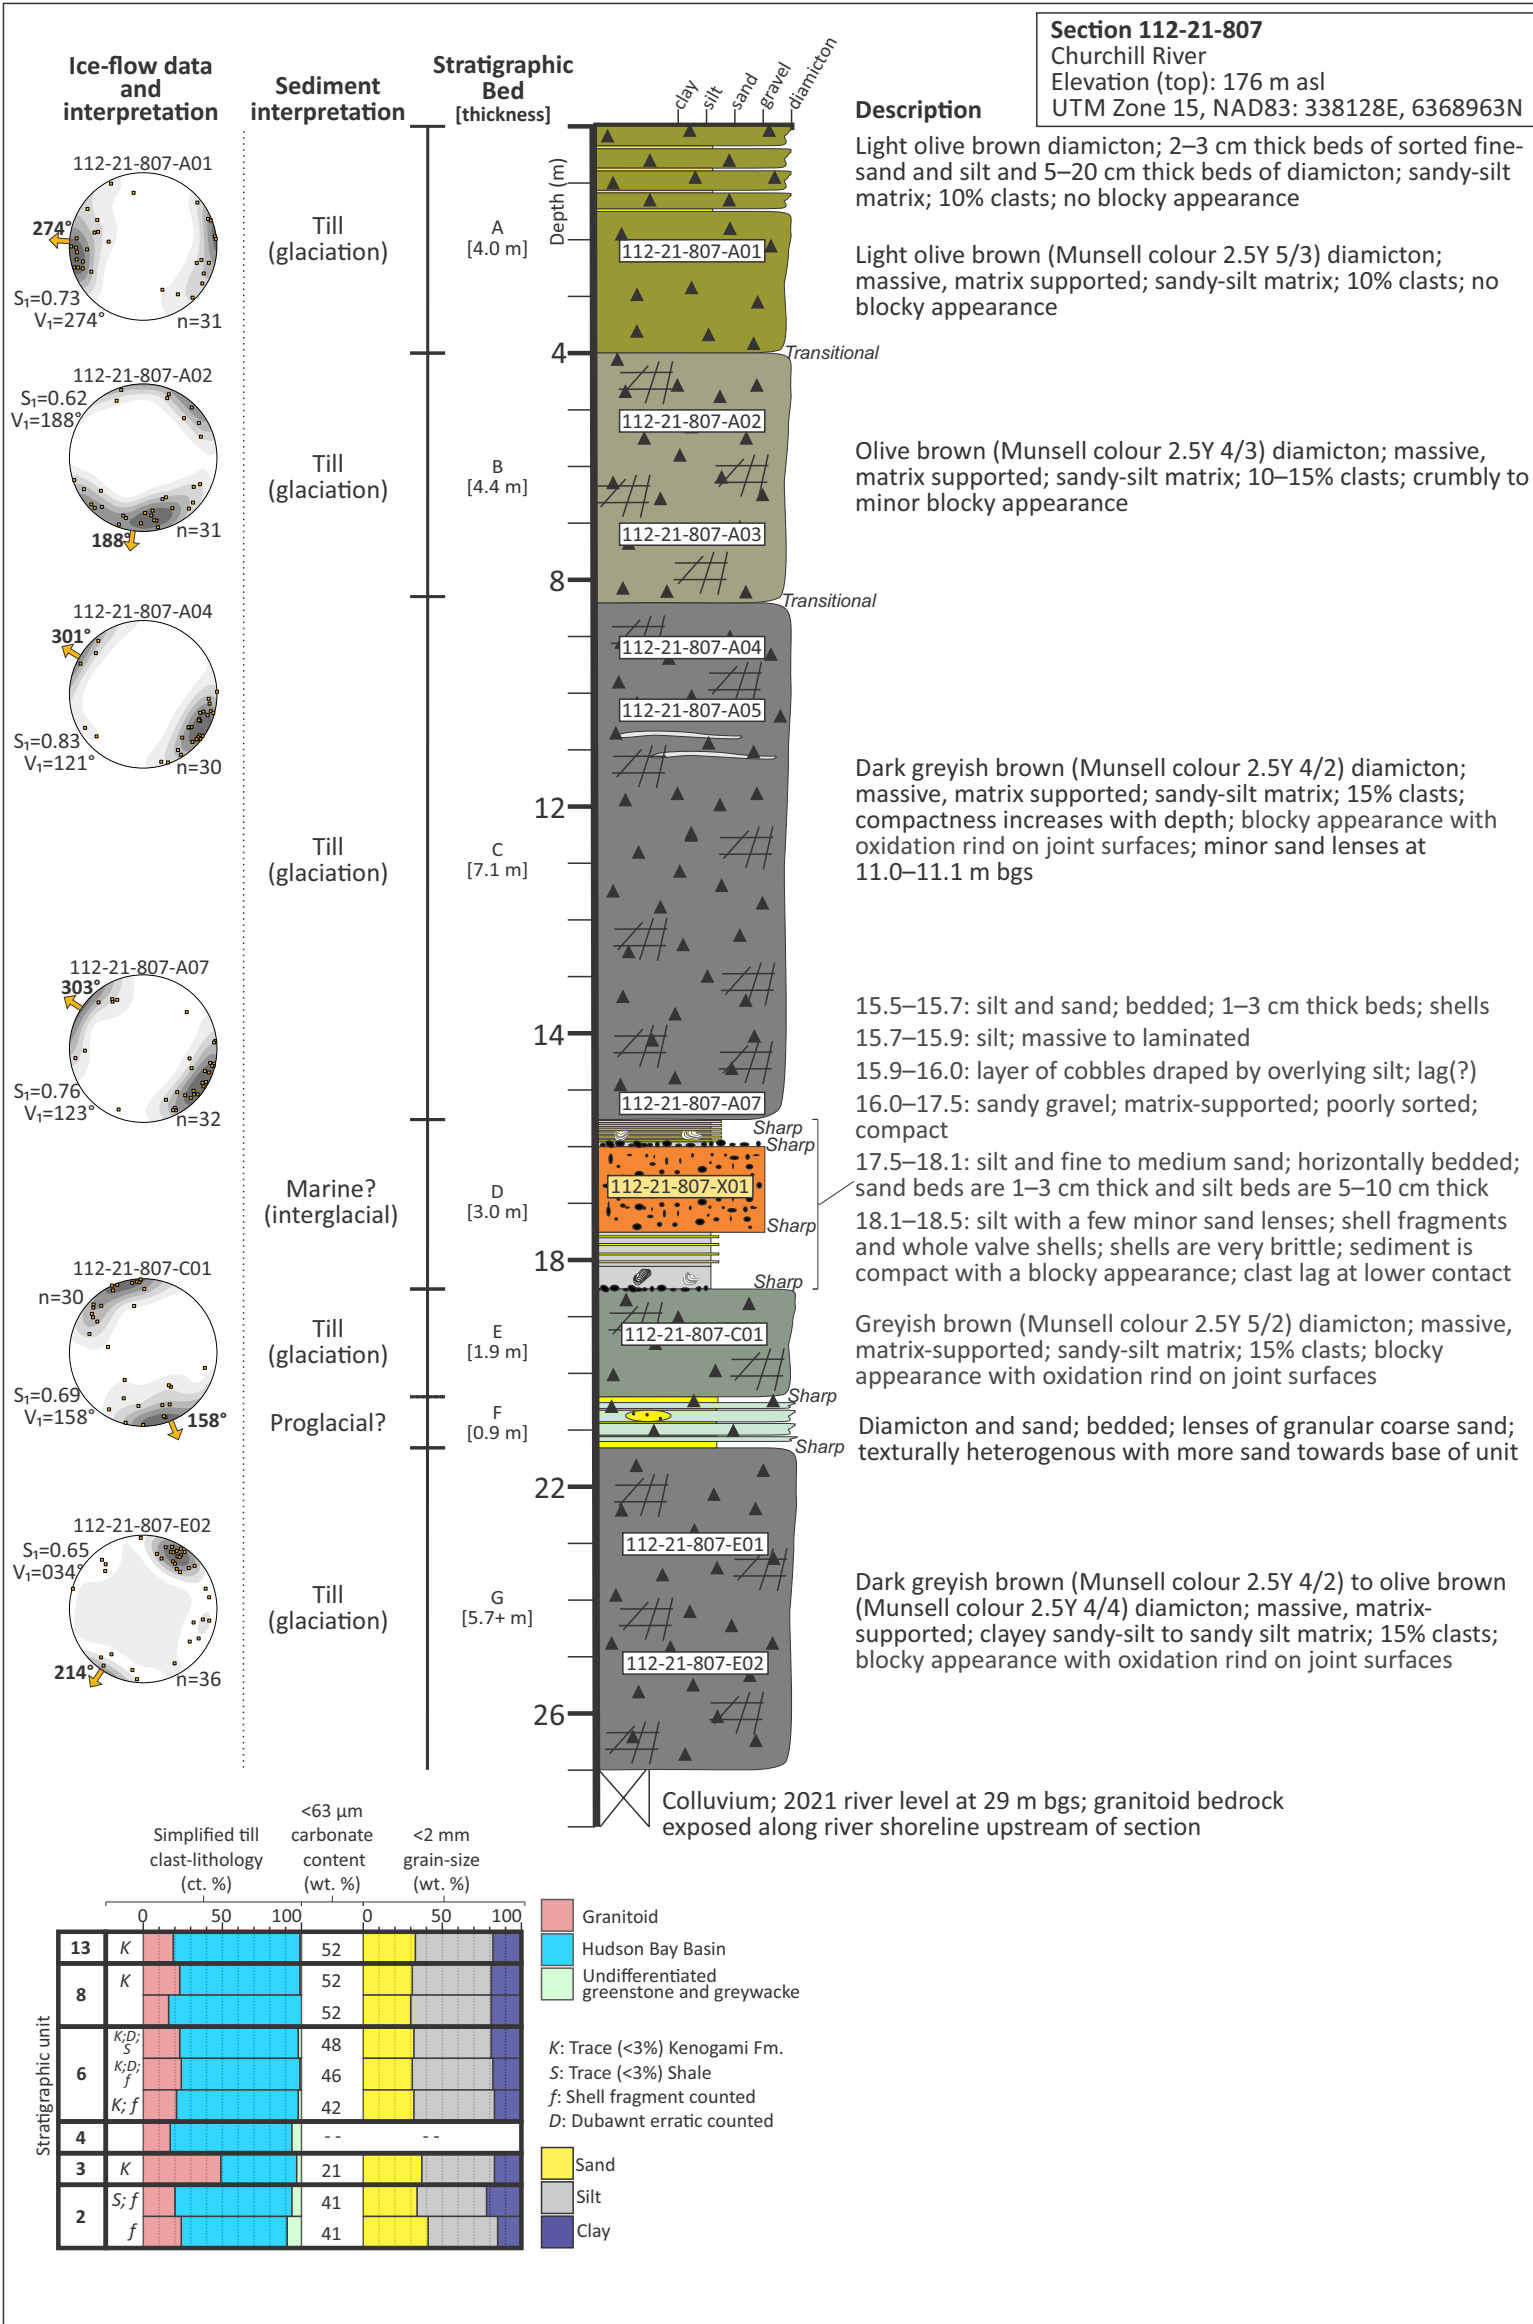 Section 112-21-807
Churchill River
Elevation (top): 176 m asl
UTM Zone 15, NAD83: 338128E, 6368963N
Ice-flow data
and
interpretation
Sediment
interpretation
Stratigraphic
Bed
[thickness]
clay
silt
sand
gravel
diamicton
Description
Depth (m)
112-21-807-A01
274°
S₁=0.73
V₁=274°
n=31
Till
(glaciation)
A
[4.0 m]
112-21-807-A01
Light olive brown diamicton; 2–3 cm thick beds of sorted fine-
sand and silt and 5–20 cm thick beds of diamicton; sandy-silt
matrix; 10% clasts; no blocky appearance
Light olive brown (Munsell colour 2.5Y 5/3) diamicton;
massive, matrix supported; sandy-silt matrix; 10% clasts; no
blocky appearance
4
Transitional
112-21-807-A02
S₁=0.62
V₁=188°
n=31
188°
Till
(glaciation)
B
[4.4 m]
112-21-807-A02
112-21-807-A03
Olive brown (Munsell colour 2.5Y 4/3) diamicton; massive,
matrix supported; sandy-silt matrix; 10–15% clasts; crumbly to
minor blocky appearance
8
Transitional
112-21-807-A04
301°
S₁=0.83
V₁=121°
n=30
112-21-807-A04
112-21-807-A05
12
Till
(glaciation)
C
[7.1 m]
Dark greyish brown (Munsell colour 2.5Y 4/2) diamicton;
massive, matrix supported; sandy-silt matrix; 15% clasts;
compactness increases with depth; blocky appearance with
oxidation rind on joint surfaces; minor sand lenses at
11.0–11.1 m bgs
112-21-807-A07
303°
S₁=0.76
V₁=123°
n=32
14
112-21-807-A07
Sharp
Sharp
15.5–15.7: silt and sand; bedded; 1–3 cm thick beds; shells
15.7–15.9: silt; massive to laminated
15.9–16.0: layer of cobbles draped by overlying silt; lag(?)
16.0–17.5: sandy gravel; matrix-supported; poorly sorted;
compact
17.5–18.1: silt and fine to medium sand; horizontally bedded;
sand beds are 1–3 cm thick and silt beds are 5–10 cm thick
18.1–18.5: silt with a few minor sand lenses; shell fragments
and whole valve shells; shells are very brittle; sediment is
compact with a blocky appearance; clast lag at lower contact
Marine?
(interglacial)
D
[3.0 m]
112-21-807-X01
Sharp
18
Sharp
112-21-807-C01
n=30
S₁=0.69
V₁=158°
158°
Till
(glaciation)
E
[1.9 m]
112-21-807-C01
Greyish brown (Munsell colour 2.5Y 5/2) diamicton; massive,
matrix-supported; sandy-silt matrix; 15% clasts; blocky
appearance with oxidation rind on joint surfaces
Sharp
Proglacial?
F
[0.9 m]
Sharp
Diamicton and sand; bedded; lenses of granular coarse sand;
texturally heterogenous with more sand towards base of unit
22
112-21-807-E02
S₁=0.65
V₁=034°
214°
n=36
Till
(glaciation)
G
[5.7+ m]
112-21-807-E01
112-21-807-E02
Dark greyish brown (Munsell colour 2.5Y 4/2) to olive brown
(Munsell colour 2.5Y 4/4) diamicton; massive, matrix-
supported; clayey sandy-silt to sandy silt matrix; 15% clasts;
blocky appearance with oxidation rind on joint surfaces
26
Colluvium; 2021 river level at 29 m bgs; granitoid bedrock
exposed along river shoreline upstream of section
Simplified till
clast-lithology
(ct. %)
<63 µm
carbonate
content
(wt. %)
<2 mm
grain-size
(wt. %)
0 50 100 0 50 100
Stratigraphic unit
13 K 52
8 K 52
52
6 K;D; S 48
K;D; f 46
K; f 42
4 - - - -
3 K 21
2 S; f 41
f 41
Granitoid
Hudson Bay Basin
Undifferentiated
greenstone and greywacke
K: Trace (<3%) Kenogami Fm.
S: Trace (<3%) Shale
f: Shell fragment counted
D: Dubawnt erratic counted
Sand
Silt
Clay